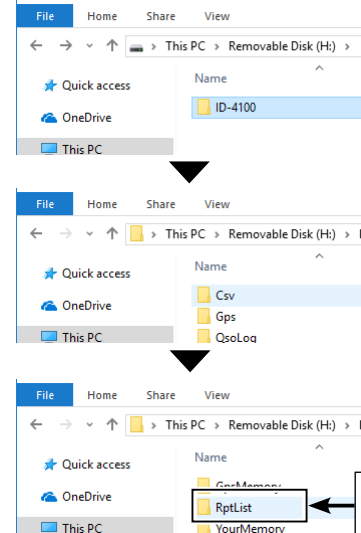 File Home Share View
This PC > Removable Disk (H:) >
Name
Quick access
ID-4100
OneDrive
This PC
File Home Share View
This PC > Removable Disk (H:) >
Name
Quick access
Csv
OneDrive
Gps
This PC
QsoLog
File Home Share View
This PC > Removable Disk (H:) >
Name
Quick access
GpsMemory
OneDrive
RptList
This PC
YourMemory